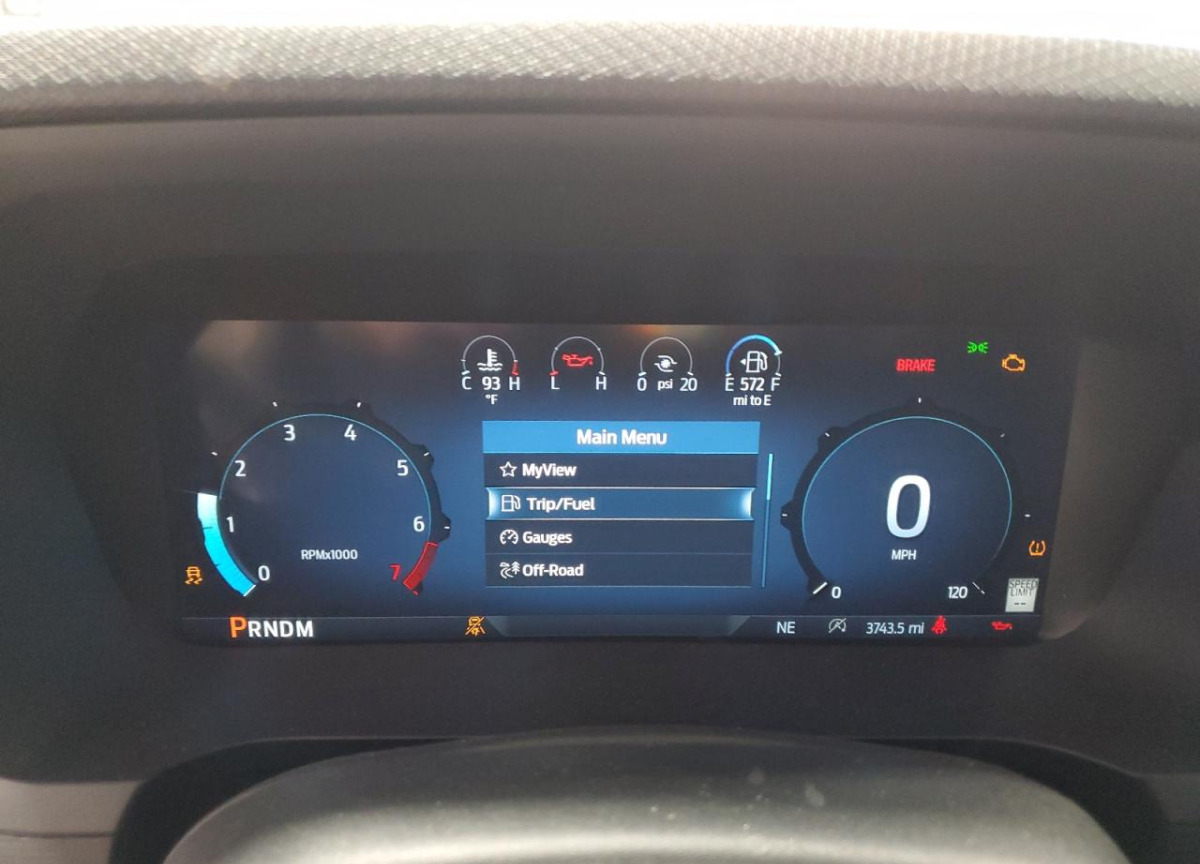 C 93 H
°F
L H
0 psi 20
E 572 F
mi to E
BRAKE
Main Menu
MyView
Trip/Fuel
Gauges
Off-Road
0
1
2
3
4
5
6
7
RPMx1000
0
MPH
0 120
SPEED
LIMIT
--
PRNDM
NE 3743.5 mi